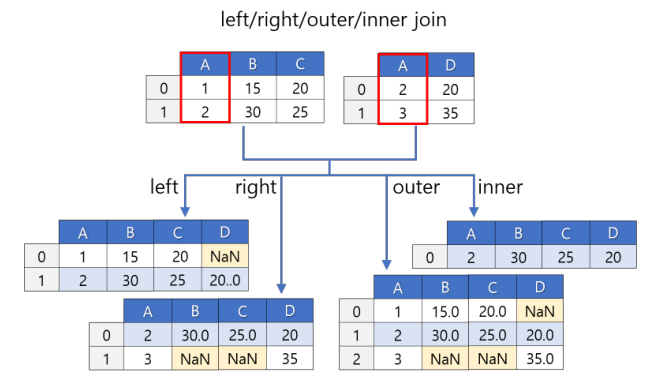 left/right/outer/inner join
A B C
0 1 15 20
1 2 30 25
A D
0 2 20
1 3 35
left
right
outer
inner
A B C D
0 1 15 20 NaN
1 2 30 25 20..0
A B C D
0 2 30.0 25.0 20
1 3 NaN NaN 35
A B C D
0 1 15.0 20.0 NaN
1 2 30.0 25.0 20.0
2 3 NaN NaN 35.0
A B C D
0 2 30 25 20